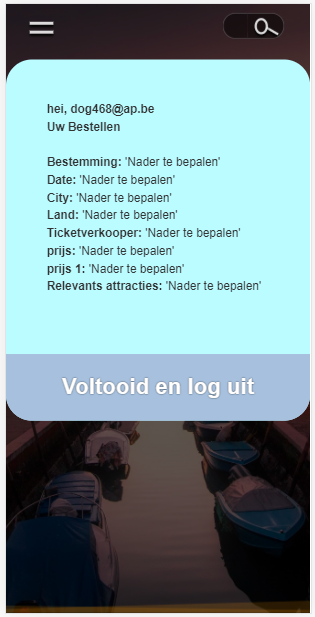 hei, dog468@ap.be
Uw Bestellen
Bestemming: 'Nader te bepalen'
Date: 'Nader te bepalen'
City: 'Nader te bepalen'
Land: 'Nader te bepalen'
Ticketverkooper: 'Nader te bepalen'
prijs: 'Nader te bepalen'
prijs 1: 'Nader te bepalen'
Relevants attracties: 'Nader te bepalen'
Voltooid en log uit